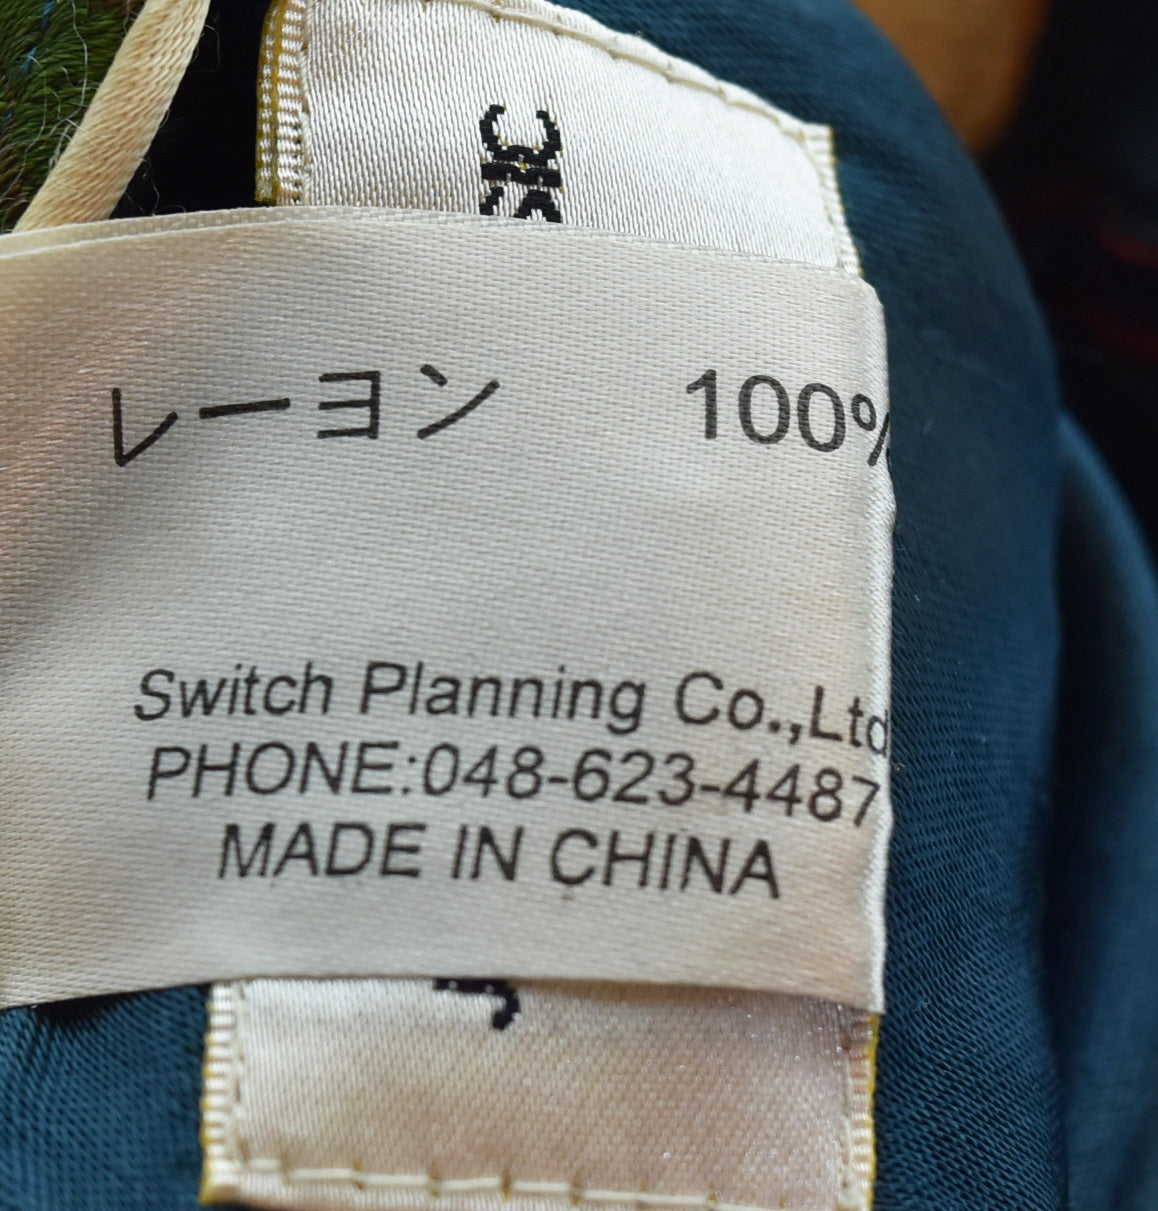 レーヨン 100%
Switch Planning Co.,Ltd
PHONE:048-623-4487
MADE IN CHINA